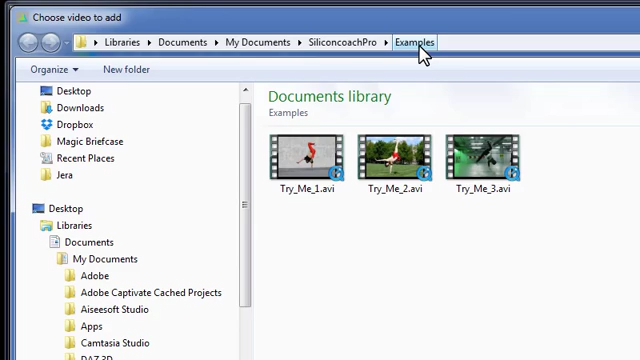 Choose video to add
Libraries Documents My Documents SiliconcoachPro Examples
Organize New folder
Desktop
Downloads
Dropbox
Magic Briefcase
Recent Places
Jera
Desktop
Libraries
Documents
My Documents
Adobe
Adobe Captivate Cached Projects
Aiseesoft Studio
Apps
Camtasia Studio
DAZ 3D
Documents library
Examples
Try_Me_1.avi Try_Me_2.avi Try_Me_3.avi